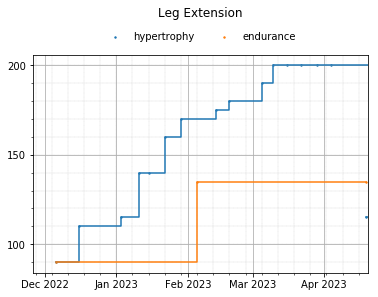 Leg Extension
hypertrophy endurance
200
150
100
Dec 2022 Jan 2023 Feb 2023 Mar 2023 Apr 2023